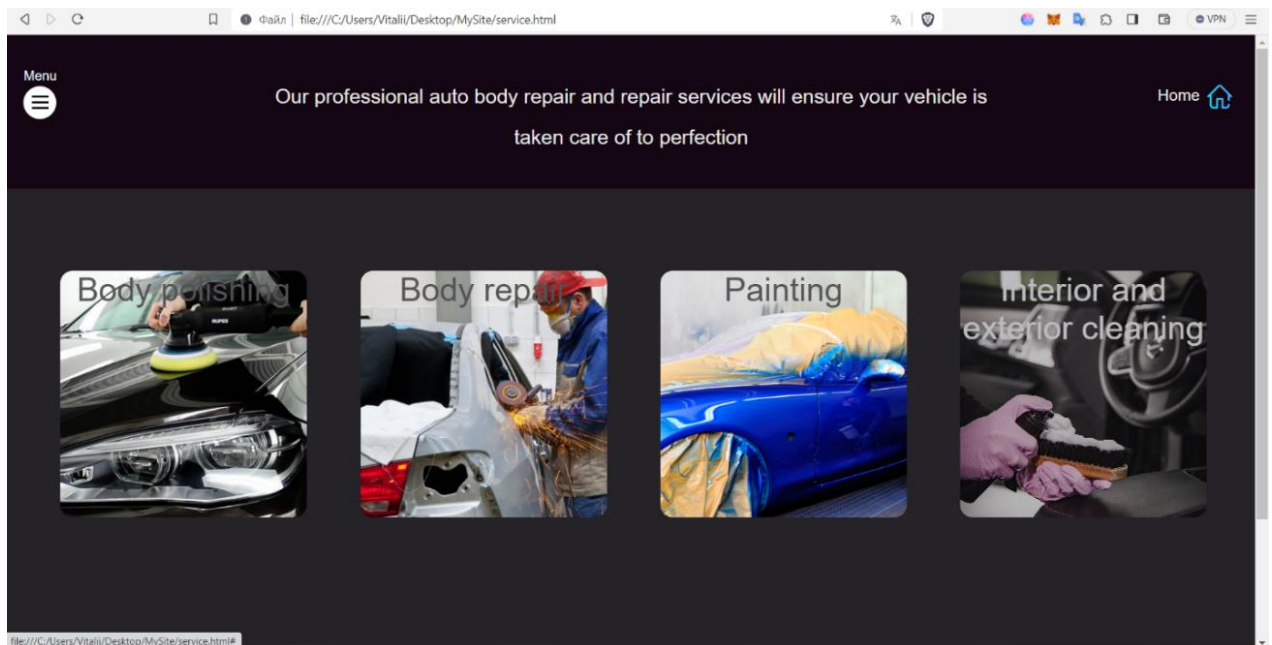 Файл | file:///C:/Users/Vitalii/Desktop/MySite/service.html
VPN
Menu
Our professional auto body repair and repair services will ensure your vehicle is
taken care of to perfection
Home
Body polishing
Body repair
Painting
Interior and
exterior cleaning
RUPES
file:///C:/Users/Vitalii/Desktop/MySite/service.html#